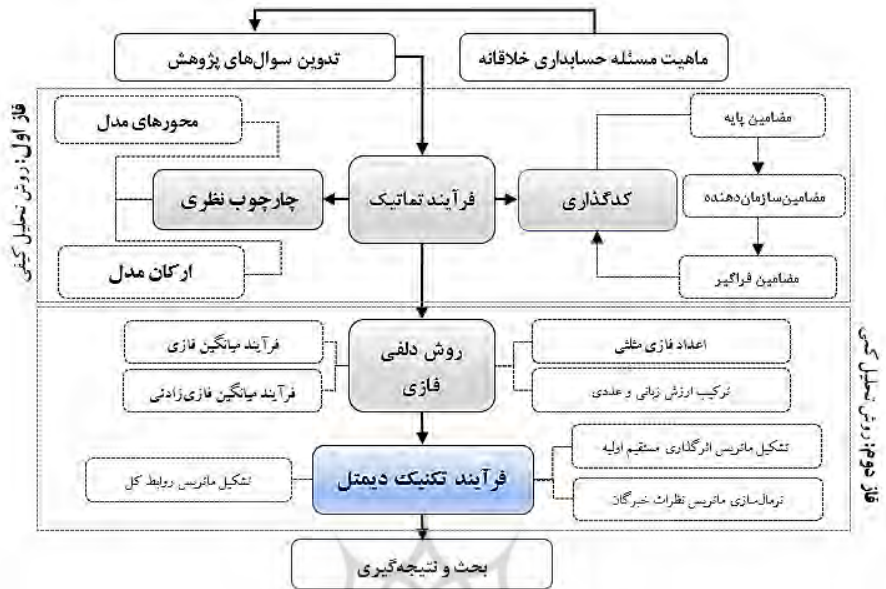 ماهیت مسئله حسابداری خلاقانه
تدوین سوال‌های پژوهش
فاز اول: روش تحلیل کیفی
مضامین پایه
مضامین‌سازمان‌دهنده
مضامین فراگیر
کدگذاری
فرآیند تماتیک
چارچوب نظری
محورهای مدل
ارکان مدل
فاز دوم: روش تحلیل کمی
روش دلفی
فازی
اعداد فازی مثلثی
ترکیب ارزش زبانی و عددی
فرآیند میانگین فازی
فرآیند میانگین فازی‌زادئی
فرآیند تکنیک دیمتل
تشکیل ماتریس اثرگذاری مستقیم اولیه
نرمال‌سازی ماتریس نظرات خبرگان
تشکیل ماتریس روابط کل
بحث و نتیجه‌گیری